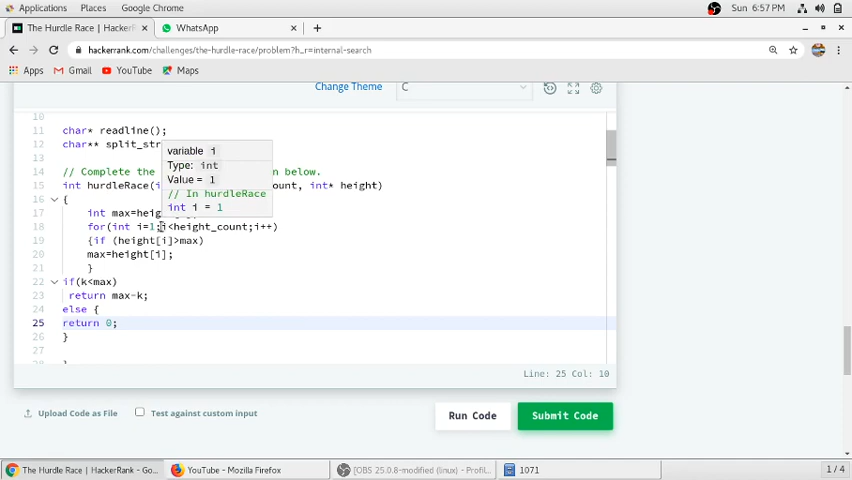 Applications Places Google Chrome Sun 6:57 PM
The Hurdle Race | HackerRank WhatsApp
hackerrank.com/challenges/the-hurdle-race/problem?h_r=internal-search
Apps Gmail YouTube Maps
Change Theme C
10
11 char* readline();
12 char** split_str
13
14 // Complete the n below.
15 int hurdleRace(i ount, int* height)
16 {
17 int max=heig
18 for(int i=1;i<height_count;i++)
19 {if (height[i]>max)
20 max=height[i];
21 }
22 if(k<max)
23 return max-k;
24 else {
25 return 0;
26 }
27
28 }
variable i
Type: int
Value = 1
// In hurdleRace
int i = 1
Line: 25 Col: 10
Upload Code as File Test against custom input Run Code Submit Code
The Hurdle Race | HackerRank - Go... YouTube - Mozilla Firefox [OBS 25.0.8-modified (linux) - Profil... 1071 1 / 4